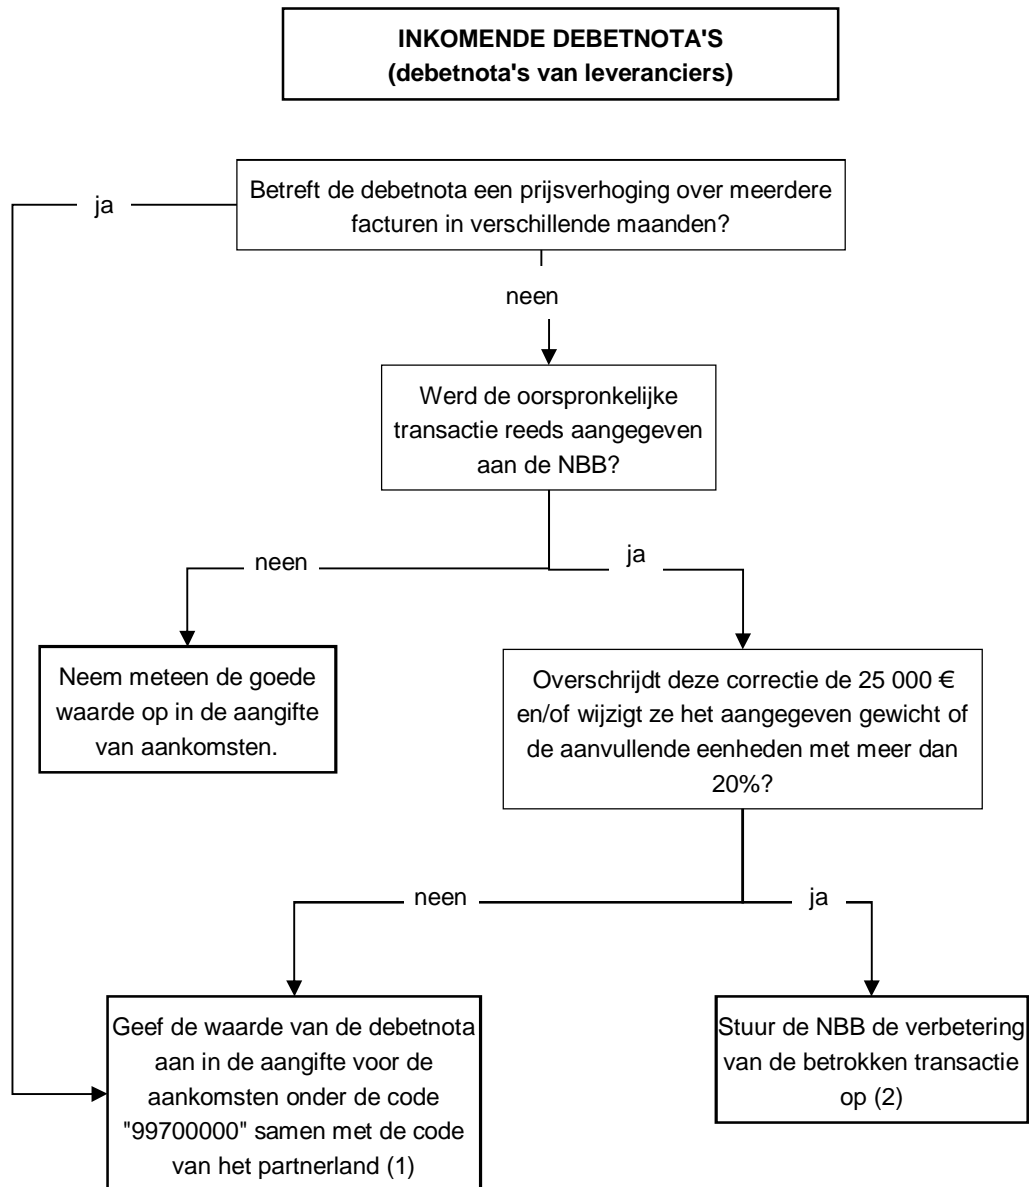 INKOMENDE DEBETNOTA'S
(debetnota's van leveranciers)
Betreft de debetnota een prijsverhoging over meerdere
facturen in verschillende maanden?
ja
neen
Werd de oorspronkelijke
transactie reeds aangegeven
aan de NBB?
neen
ja
Neem meteen de goede
waarde op in de aangifte
van aankomsten.
Overschrijdt deze correctie de 25 000 €
en/of wijzigt ze het aangegeven gewicht of
de aanvullende eenheden met meer dan
20%?
neen
ja
Geef de waarde van de debetnota
aan in de aangifte voor de
aankomsten onder de code
"99700000" samen met de code
van het partnerland (1)
Stuur de NBB de verbetering
van de betrokken transactie
op (2)